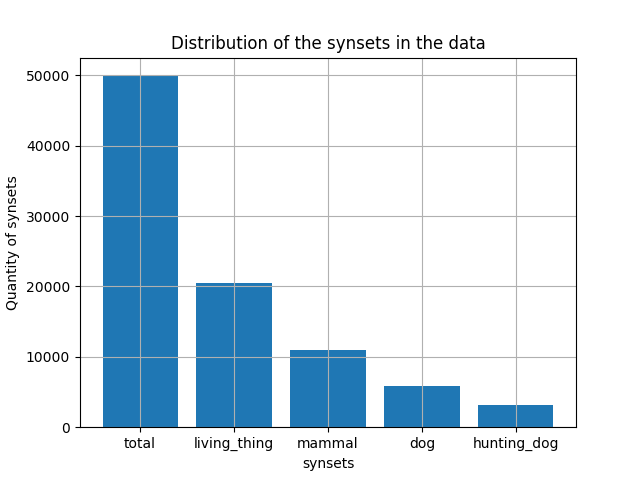 Distribution of the synsets in the data
50000
40000
30000
20000
10000
0
Quantity of synsets
total living_thing mammal dog hunting_dog
synsets